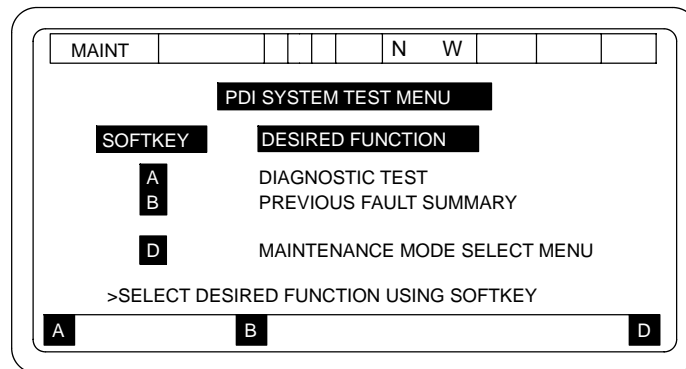 MAINT N W
PDI SYSTEM TEST MENU
SOFTKEY DESIRED FUNCTION
A DIAGNOSTIC TEST
B PREVIOUS FAULT SUMMARY
D MAINTENANCE MODE SELECT MENU
>SELECT DESIRED FUNCTION USING SOFTKEY
A B D